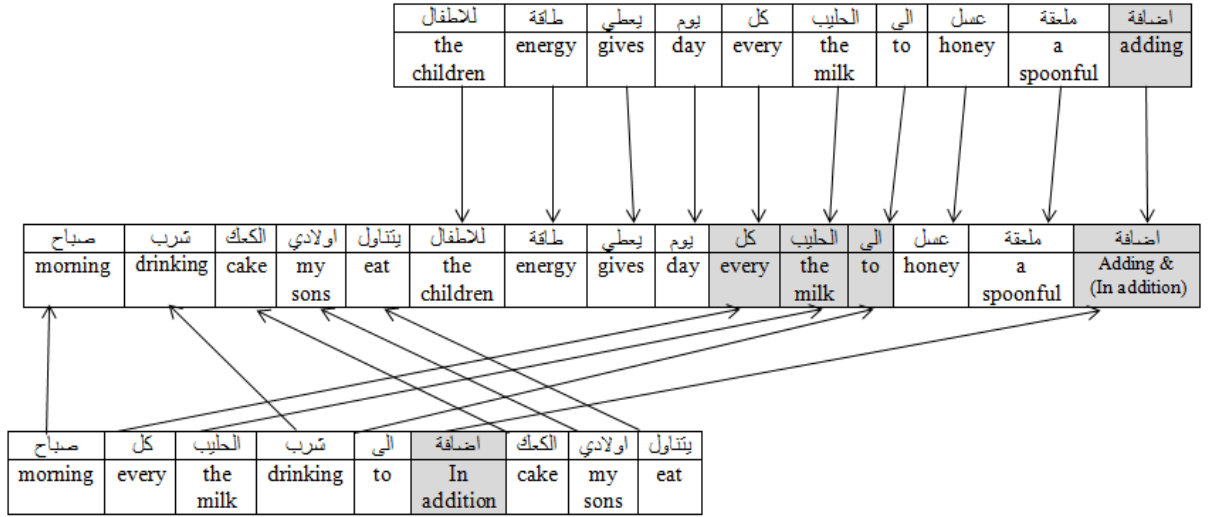 اضافة ملعقة عسل الى الحليب كل يوم يعطي طاقة للاطفال
the energy gives day every the to honey a adding
children milk spoonful
اضافة ملعقة عسل الى الحليب كل يوم يعطي طاقة للاطفال يتناول اولادي الكعك شرب صباح
morning drinking cake my eat the energy gives day every the to honey a Adding &
sons children milk spoonful (In addition)
يتناول اولادي الكعك اضافة الى شرب الحليب كل صباح
morning every the drinking to In cake my eat
milk addition sons